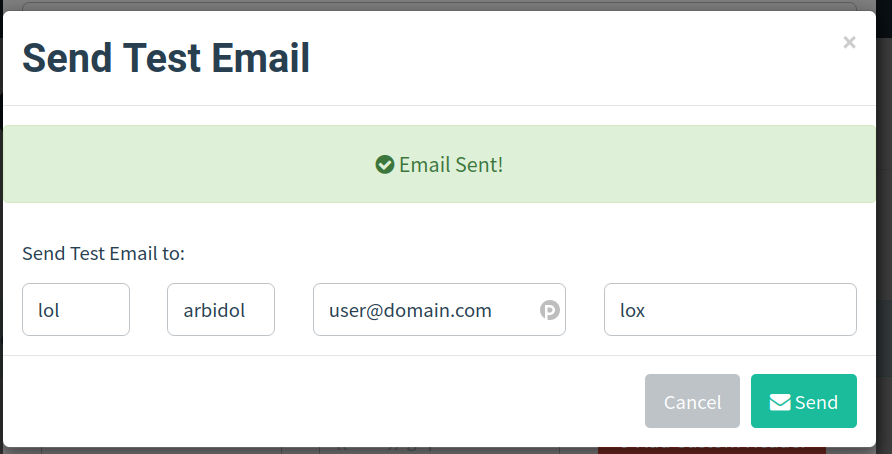 Send Test Email
×
Email Sent!
Send Test Email to:
lol arbidol user@domain.com lox
Cancel Send